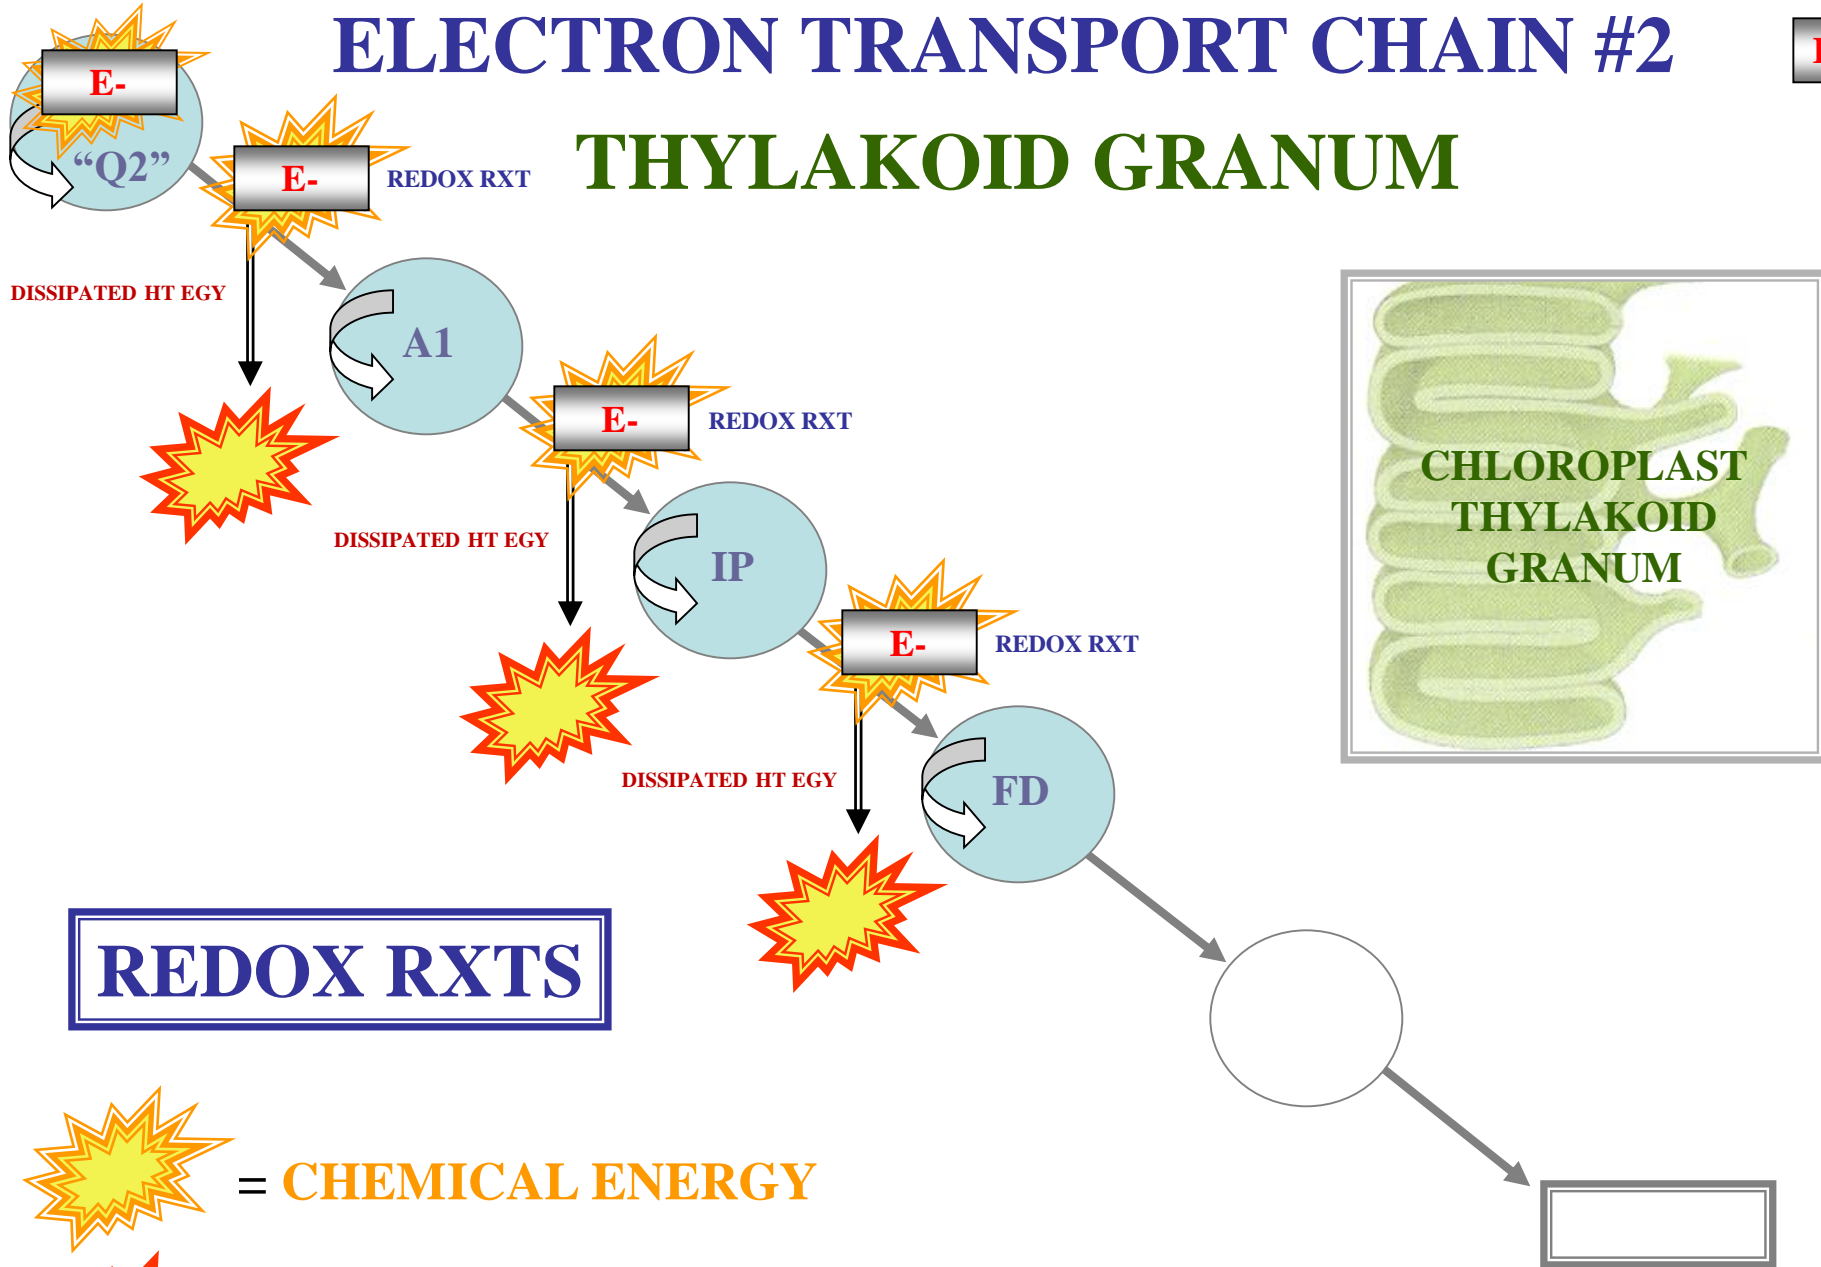 ELECTRON TRANSPORT CHAIN #2
THYLAKOID GRANUM
E-
“Q2”
E-
REDOX RXT
DISSIPATED HT EGY
A1
E-
REDOX RXT
DISSIPATED HT EGY
IP
E-
REDOX RXT
DISSIPATED HT EGY
FD
CHLOROPLAST
THYLAKOID
GRANUM
REDOX RXTS
= CHEMICAL ENERGY